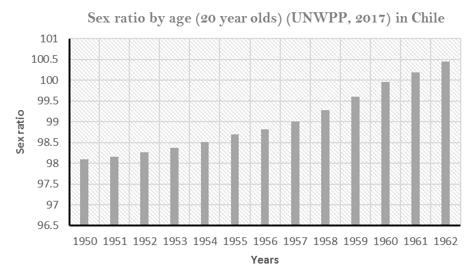 Sex ratio by age (20 year olds) (UNWPP, 2017) in Chile
101
100.5
100
99.5
99
98.5
98
97.5
97
96.5
Sex ratio
1950 1951 1952 1953 1954 1955 1956 1957 1958 1959 1960 1961 1962
Years